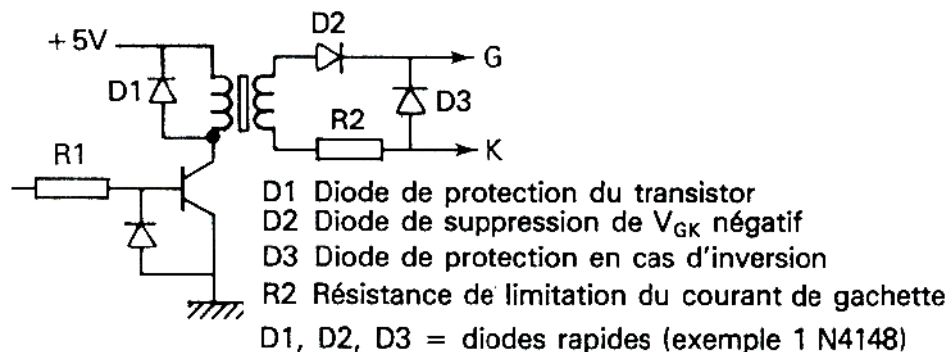 D2
+5V
G
D1
D3
R2
K
R1
D1 Diode de protection du transistor
D2 Diode de suppression de VGK négatif
D3 Diode de protection en cas d'inversion
R2 Résistance de limitation du courant de gachette
D1, D2, D3 = diodes rapides (exemple 1 N4148)